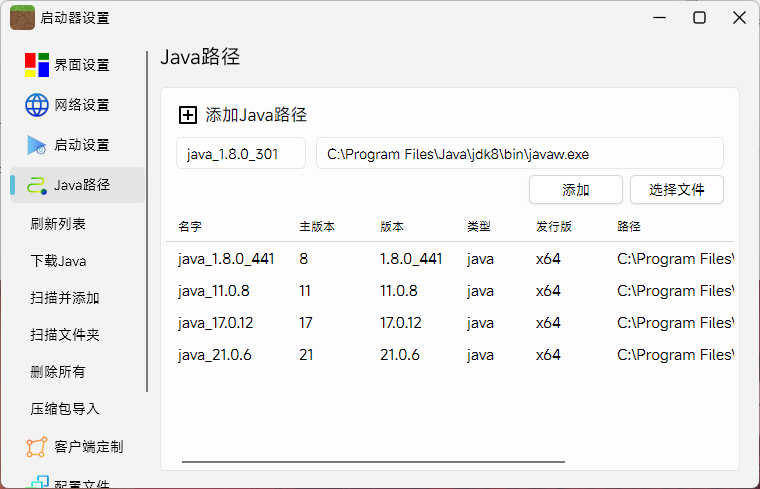 启动器设置
界面设置
网络设置
启动设置
Java路径
刷新列表
下载Java
扫描并添加
扫描文件夹
删除所有
压缩包导入
客户端定制
配置文件
Java路径
添加Java路径
java_1.8.0_301 C:\Program Files\Java\jdk8\bin\javaw.exe
添加 选择文件
名字 主版本 版本 类型 发行版 路径
java_1.8.0_441 8 1.8.0_441 java x64 C:\Program Files\
java_11.0.8 11 11.0.8 java x64 C:\Program Files\
java_17.0.12 17 17.0.12 java x64 C:\Program Files\
java_21.0.6 21 21.0.6 java x64 C:\Program Files\